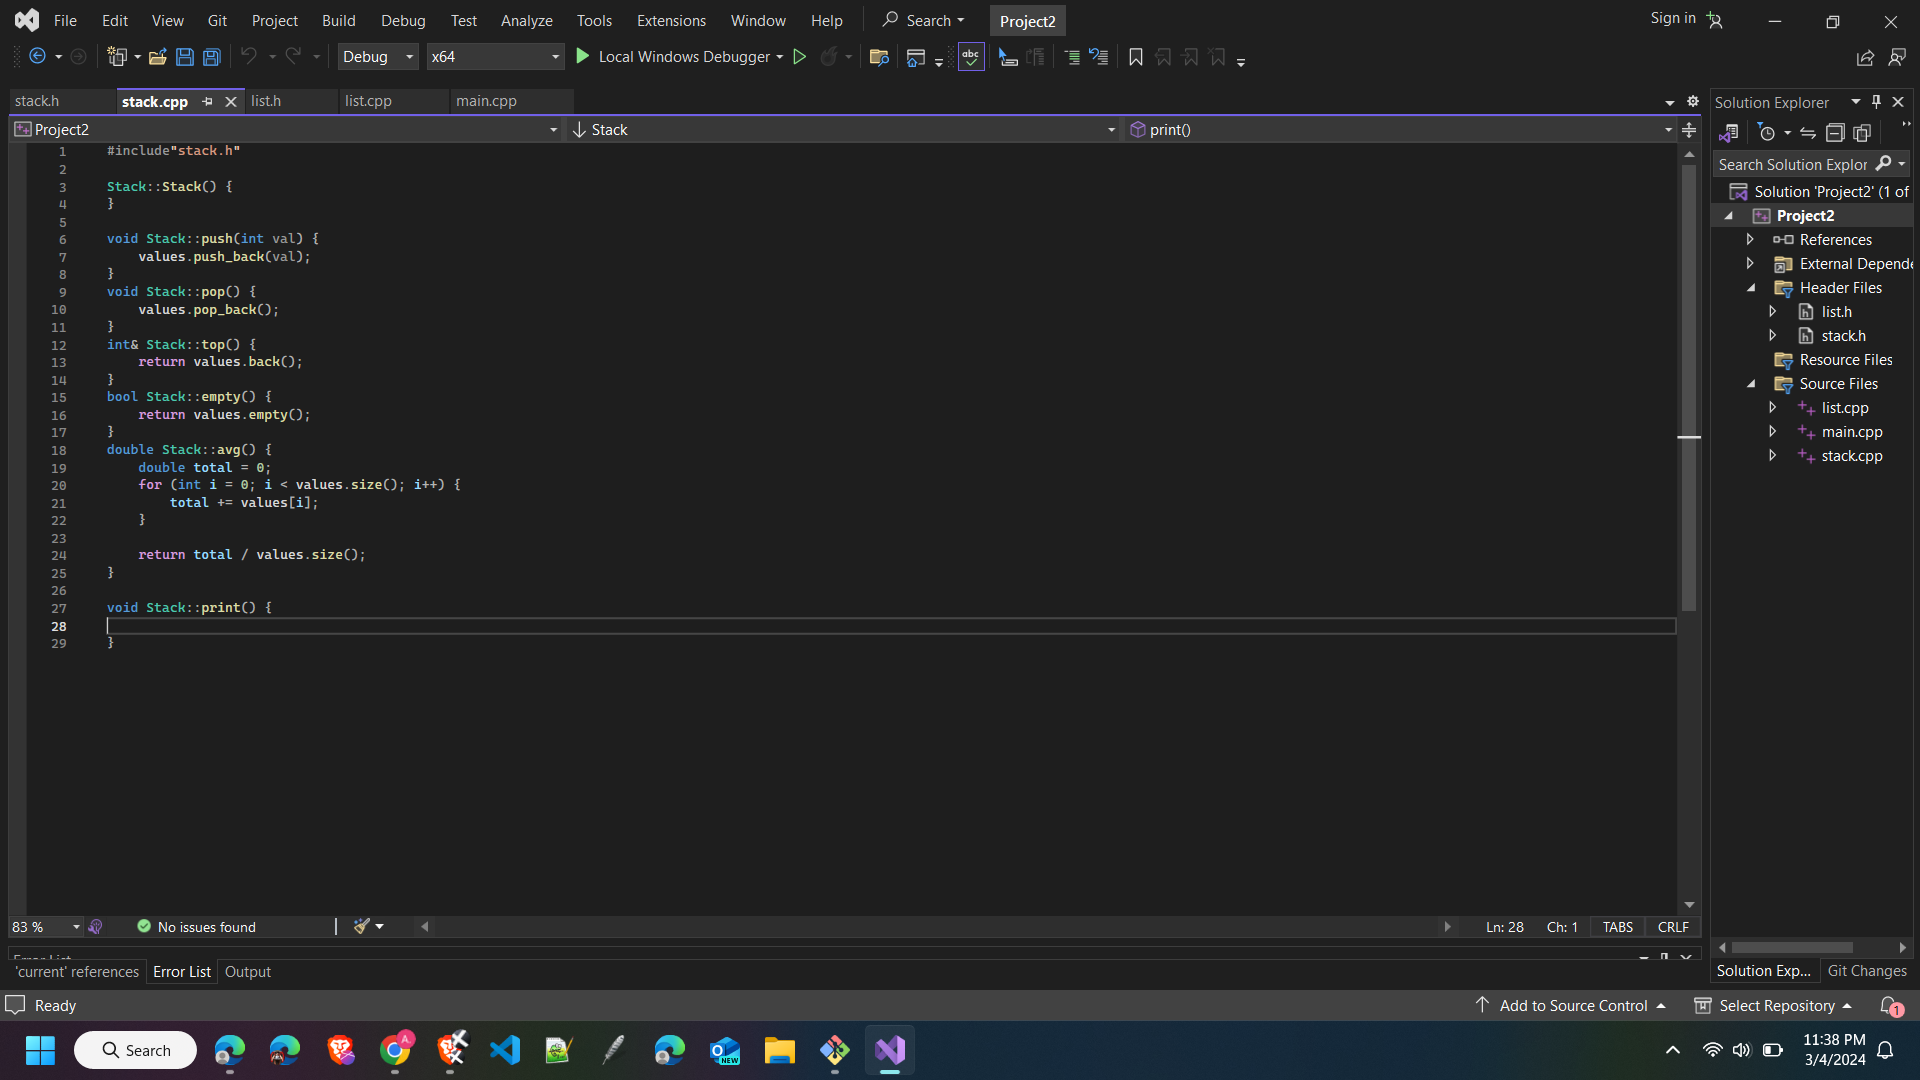 File Edit View Git Project Build Debug Test Analyze Tools Extensions Window Help Search Project2 Sign in
Debug x64 Local Windows Debugger
stack.h stack.cpp list.h list.cpp main.cpp
Project2 Stack print()
1 #include"stack.h"
2
3 Stack::Stack() {
4 }
5
6 void Stack::push(int val) {
7 values.push_back(val);
8 }
9 void Stack::pop() {
10 values.pop_back();
11 }
12 int& Stack::top() {
13 return values.back();
14 }
15 bool Stack::empty() {
16 return values.empty();
17 }
18 double Stack::avg() {
19 double total = 0;
20 for (int i = 0; i < values.size(); i++) {
21 total += values[i];
22 }
23
24 return total / values.size();
25 }
26
27 void Stack::print() {
28
29 }
83 % No issues found Ln: 28 Ch: 1 TABS CRLF
Error List
'current' references Error List Output
Solution Explorer
Search Solution Explor
Solution 'Project2' (1 of
Project2
References
External Depende
Header Files
list.h
stack.h
Resource Files
Source Files
list.cpp
main.cpp
stack.cpp
Solution Exp... Git Changes
Ready Add to Source Control Select Repository 1
Search A NEW 11:38 PM
3/4/2024